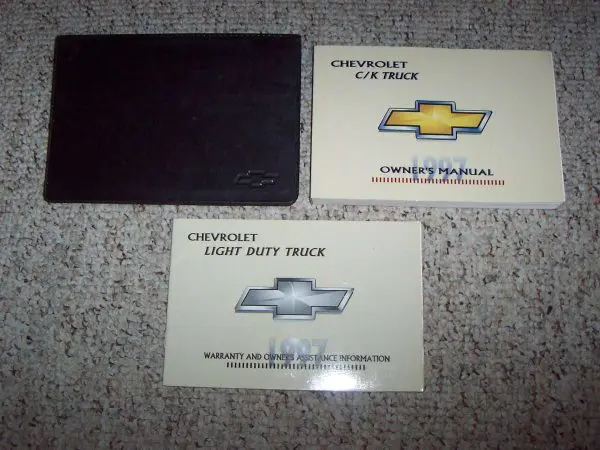 CHEVROLET
C/K TRUCK
1997
OWNER'S MANUAL
CHEVROLET
LIGHT DUTY TRUCK
1997
WARRANTY AND OWNER'S ASSISTANCE INFORMATION